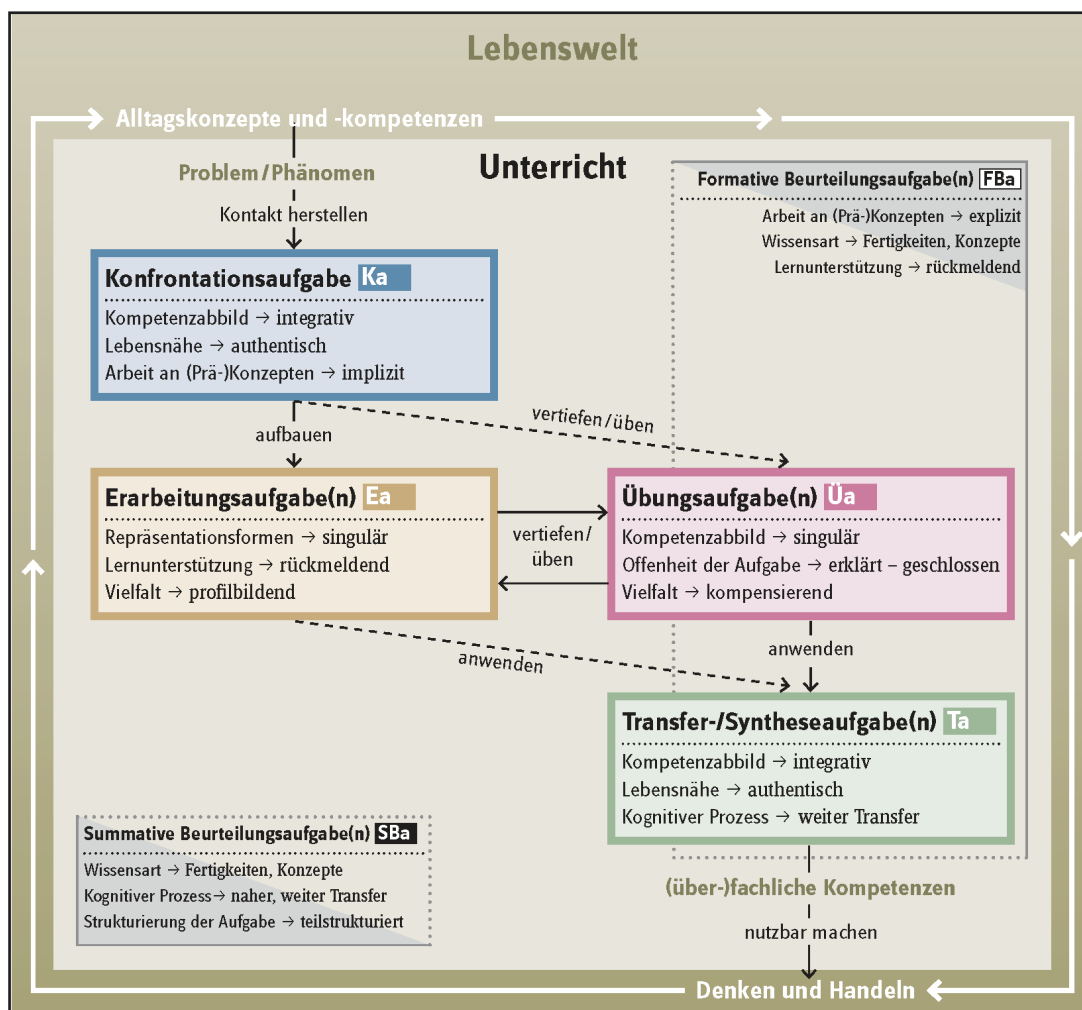 Lebenswelt
Alltagskonzepte und -kompetenzen
Unterricht
Problem/Phänomen
Kontakt herstellen
Formative Beurteilungsaufgabe(n) FBa
Arbeit an (Prä-)Konzepten → explizit
Wissensart → Fertigkeiten, Konzepte
Lernunterstützung → rückmeldend
Konfrontationsaufgabe Ka
Kompetenzabbild → integrativ
Lebensnähe → authentisch
Arbeit an (Prä-)Konzepten → implizit
aufbauen
vertiefen/üben
Erarbeitungsaufgabe(n) Ea
Repräsentationsformen → singulär
Lernunterstützung → rückmeldend
Vielfalt → profilbildend
vertiefen/
üben
Übungsaufgabe(n) Üa
Kompetenzabbild → singulär
Offenheit der Aufgabe → erklärt – geschlossen
Vielfalt → kompensierend
anwenden
anwenden
Transfer-/Syntheseaufgabe(n) Ta
Kompetenzabbild → integrativ
Lebensnähe → authentisch
Kognitiver Prozess → weiter Transfer
Summative Beurteilungsaufgabe(n) SBa
Wissensart → Fertigkeiten, Konzepte
Kognitiver Prozess → naher, weiter Transfer
Strukturierung der Aufgabe → teilstrukturiert
(über-)fachliche Kompetenzen
nutzbar machen
Denken und Handeln